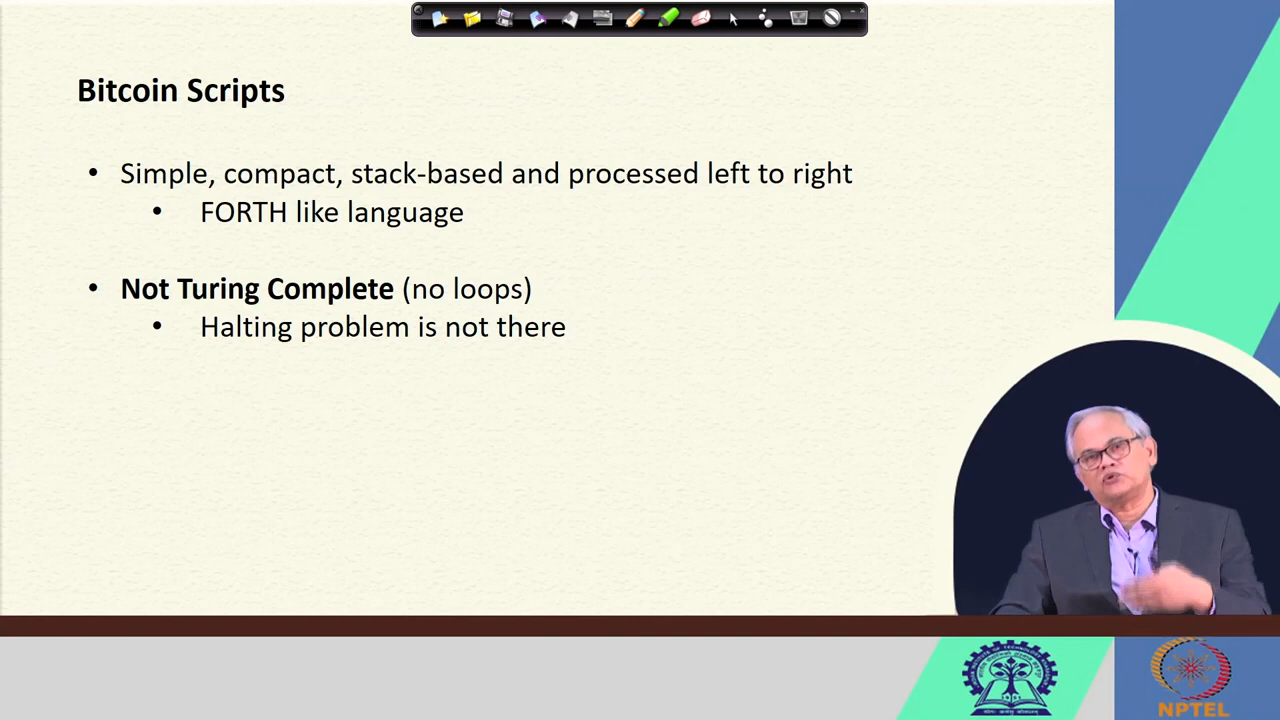 Bitcoin Scripts
• Simple, compact, stack-based and processed left to right
• FORTH like language
• Not Turing Complete (no loops)
• Halting problem is not there
NPTEL